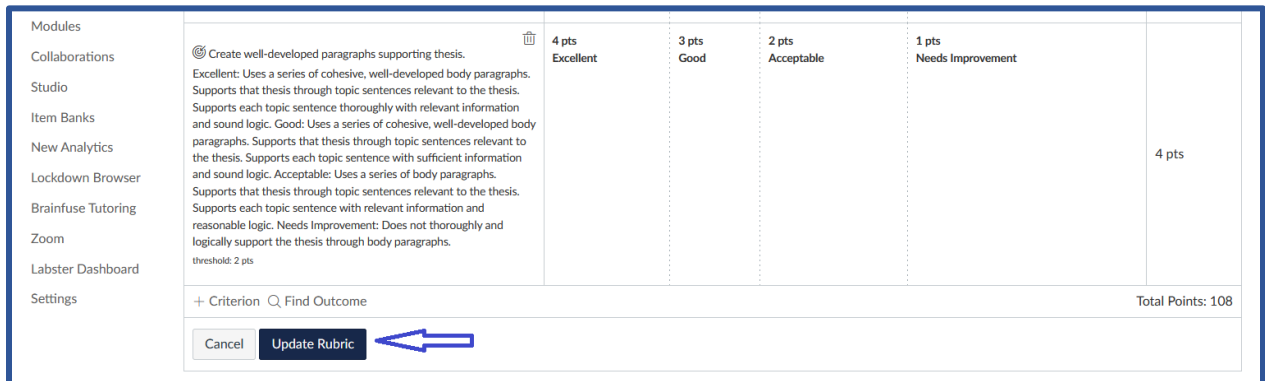 Modules
Collaborations
Studio
Item Banks
New Analytics
Lockdown Browser
Brainfuse Tutoring
Zoom
Labster Dashboard
Settings
Create well-developed paragraphs supporting thesis.
Excellent: Uses a series of cohesive, well-developed body paragraphs.
Supports that thesis through topic sentences relevant to the thesis.
Supports each topic sentence thoroughly with relevant information
and sound logic. Good: Uses a series of cohesive, well-developed body
paragraphs. Supports that thesis through topic sentences relevant to
the thesis. Supports each topic sentence with sufficient information
and sound logic. Acceptable: Uses a series of body paragraphs.
Supports that thesis through topic sentences relevant to the thesis.
Supports each topic sentence with relevant information and
reasonable logic. Needs Improvement: Does not thoroughly and
logically support the thesis through body paragraphs.
threshold: 2 pts
4 pts
Excellent
3 pts
Good
2 pts
Acceptable
1 pts
Needs Improvement
4 pts
+ Criterion Find Outcome
Total Points: 108
Cancel
Update Rubric